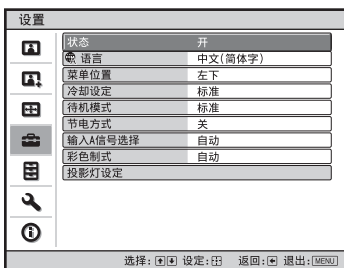 设置
状态 开
语言 中文(简体字)
菜单位置 左下
冷却设定 标准
待机模式 标准
节电方式 关
输入A信号选择 自动
彩色制式 自动
投影灯设定
选择: 设定: 返回: 退出: MENU